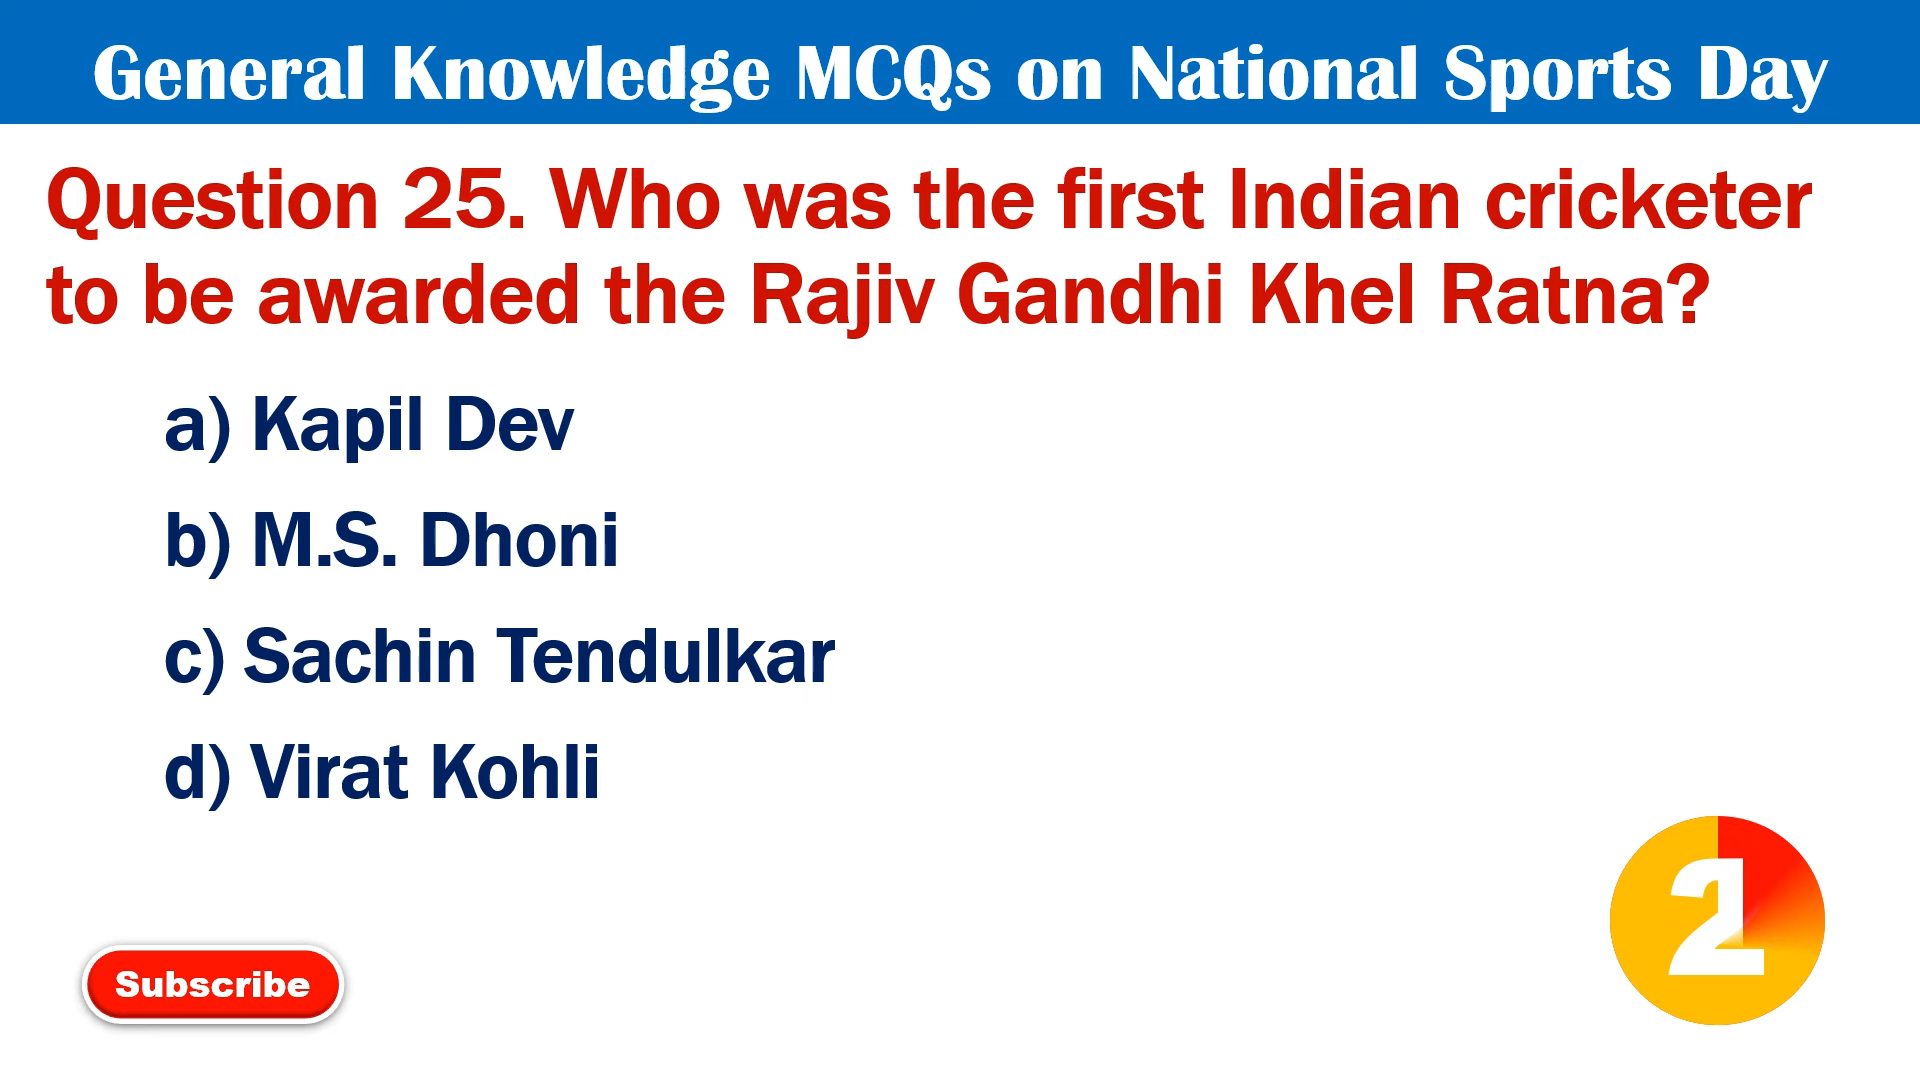 General Knowledge MCQs on National Sports Day
Question 25. Who was the first Indian cricketer
to be awarded the Rajiv Gandhi Khel Ratna?
a) Kapil Dev
b) M.S. Dhoni
c) Sachin Tendulkar
d) Virat Kohli
Subscribe